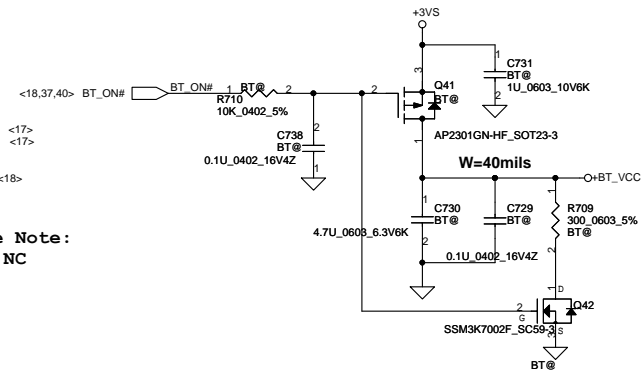 +3VS
1
3
C731
BT@
1U_0603_10V6K
2
<18,37,40> BT_ON# BT_ON# 1 BT@ 2
R710
10K_0402_5%
2
Q41
BT@
AP2301GN-HF_SOT23-3
1
<17>
<17>
2
C738
BT@
0.1U_0402_16V4Z
1
W=40mils
+BT_VCC
<18>
1
C730
BT@
4.7U_0603_6.3V6K
2
C729
BT@
0.1U_0402_16V4Z
1
R709
300_0603_5%
BT@
2
e Note:
NC
1 D
Q42
2
G
SSM3K7002F_SC59-3
S
3
BT@